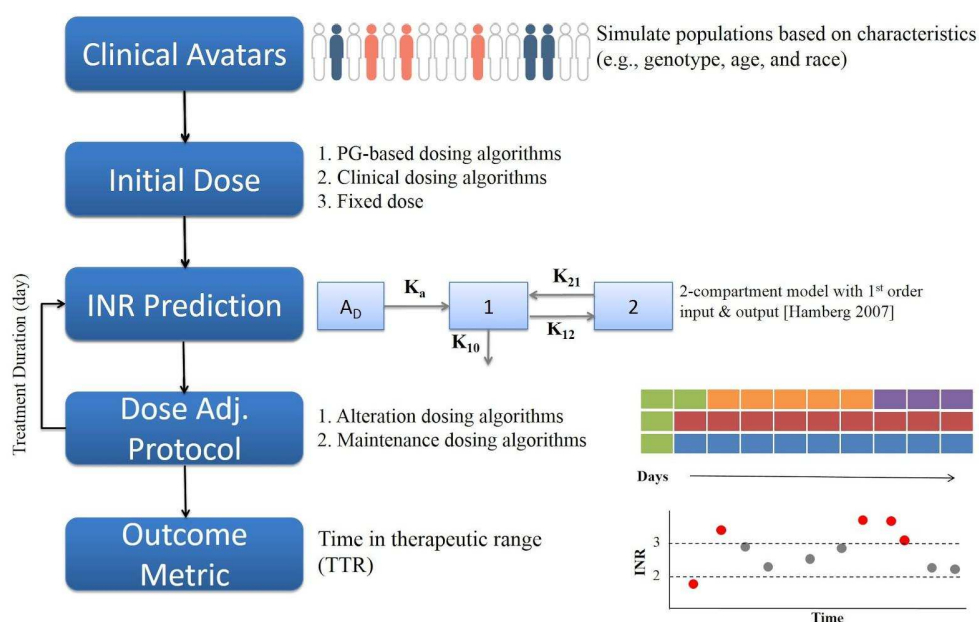 Clinical Avatars
Simulate populations based on characteristics
(e.g., genotype, age, and race)
Initial Dose
1. PG-based dosing algorithms
2. Clinical dosing algorithms
3. Fixed dose
Treatment Duration (day)
INR Prediction
A_D
K_a
1
K_10
K_21
K_12
2
2-compartment model with 1st order
input & output [Hamberg 2007]
Dose Adj.
Protocol
1. Alteration dosing algorithms
2. Maintenance dosing algorithms
Days
Outcome
Metric
Time in therapeutic range
(TTR)
INR
3
2
Time